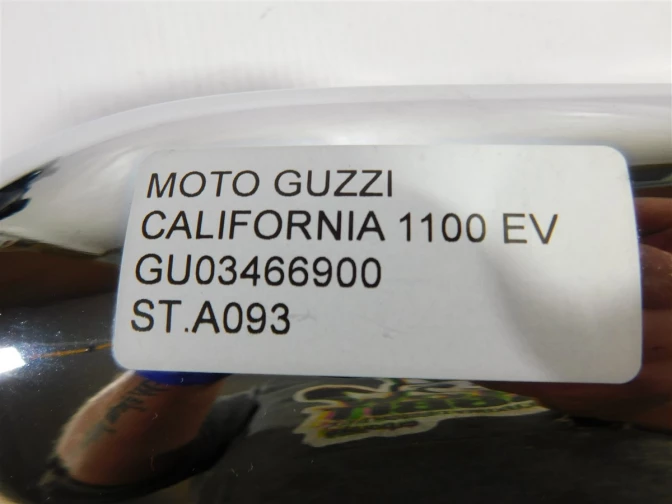 MOTO GUZZI
CALIFORNIA 1100 EV
GU03466900
ST.A093